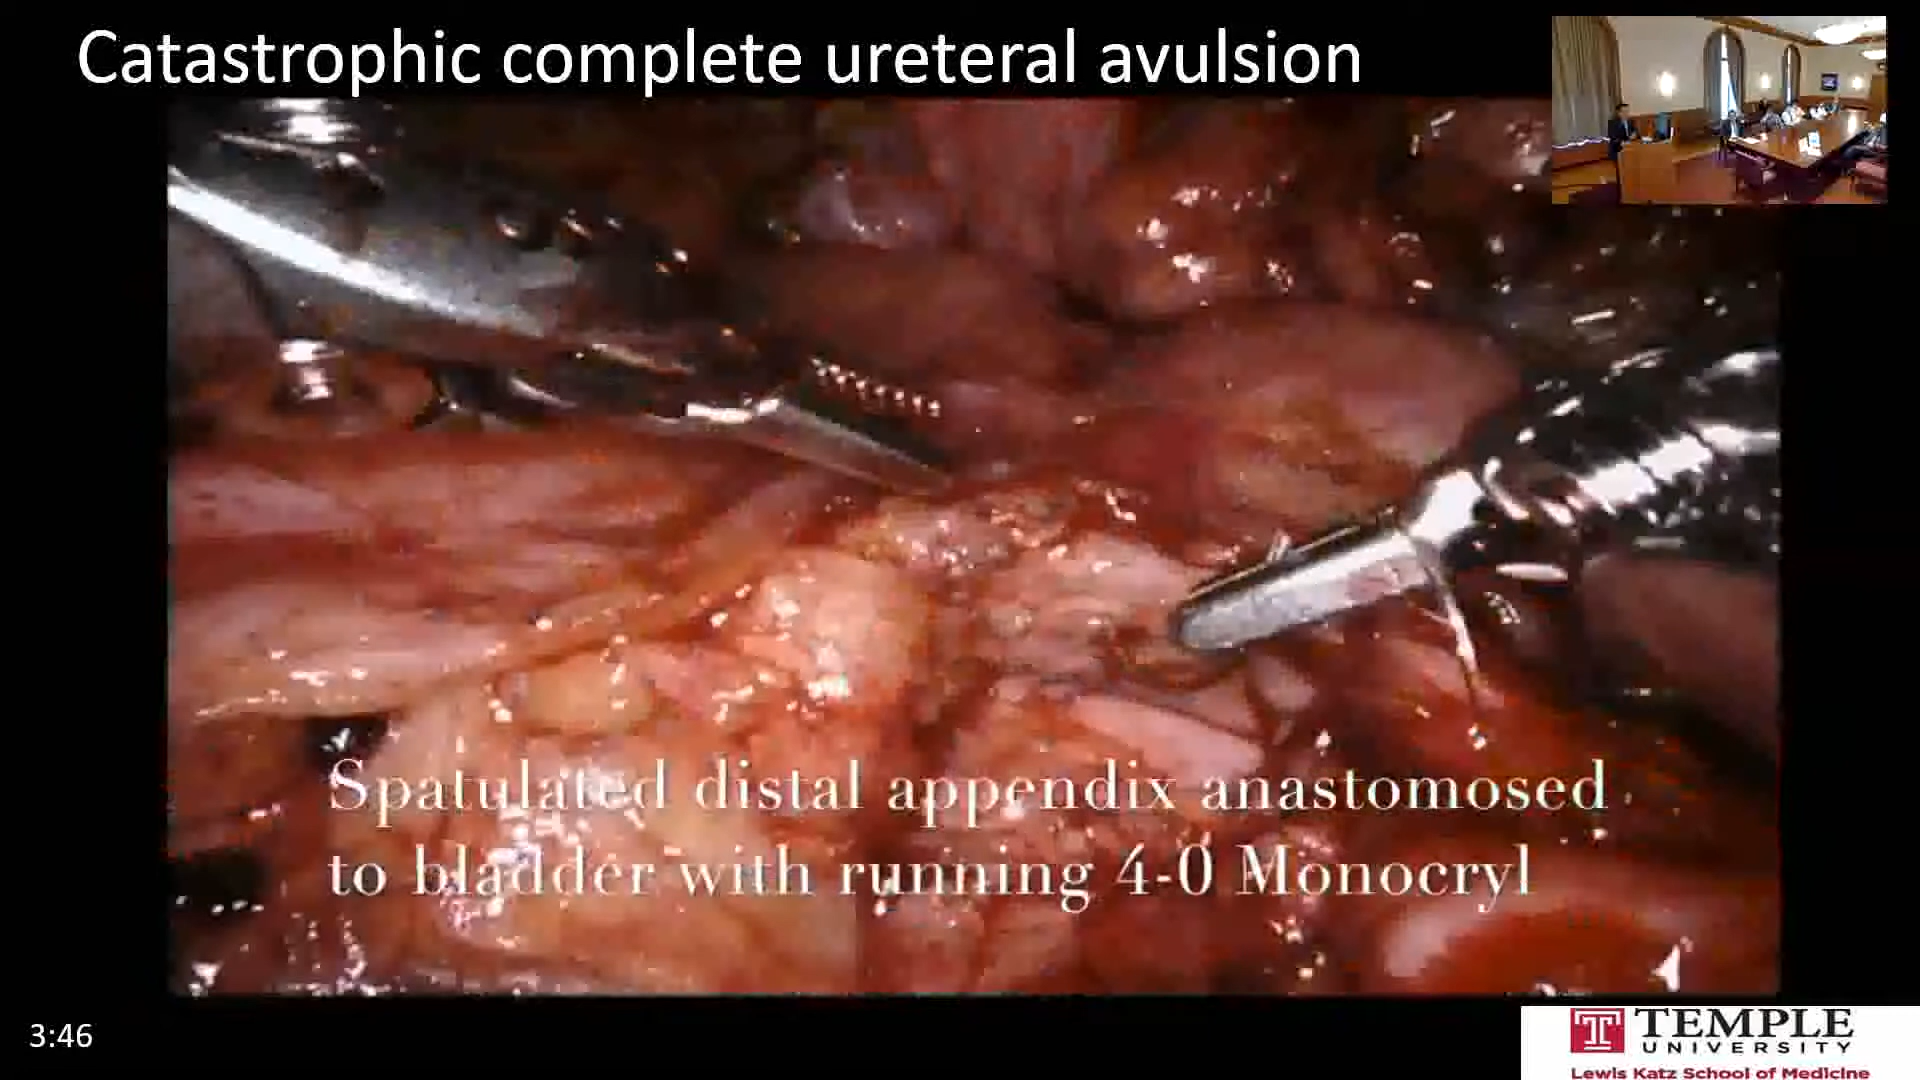 Catastrophic complete ureteral avulsion
Spatulated distal appendix anastomosed
to bladder with running 4-0 Monocryl
3:46
TEMPLE
UNIVERSITY
Lewis Katz School of Medicine